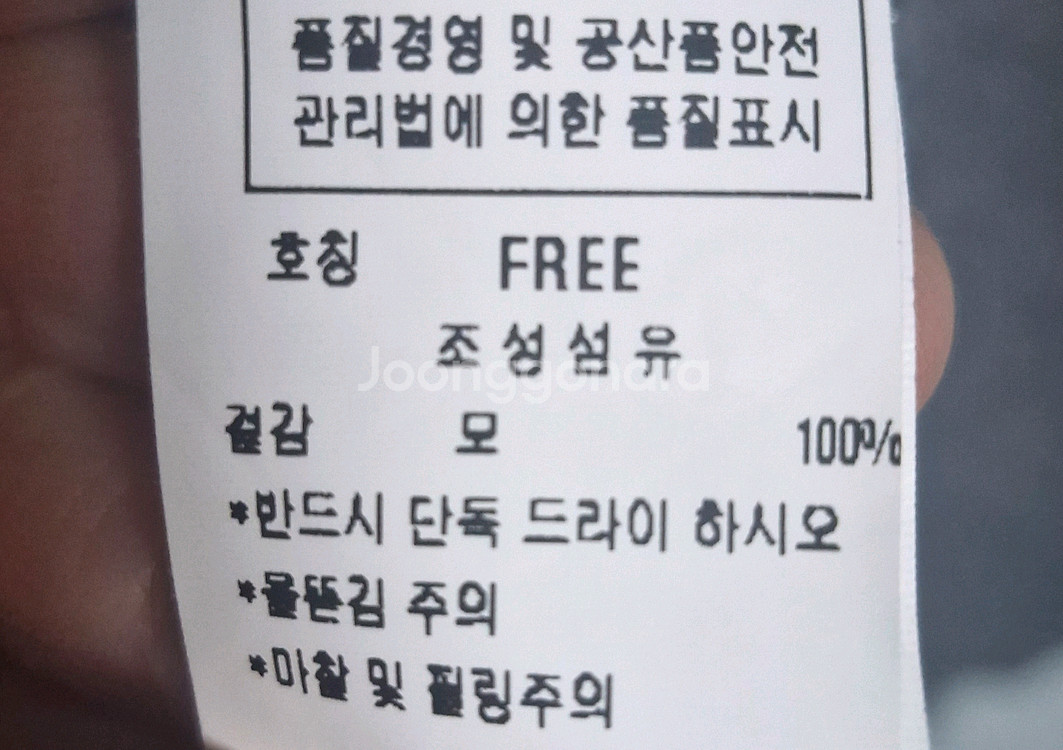 품질경영 및 공산품안전
관리법에 의한 품질표시
호칭 FREE
조성섬유
Joonggonara
겉감 모 100%
*반드시 단독 드라이 하시오
*올뜯김 주의
*마찰 및 필링주의